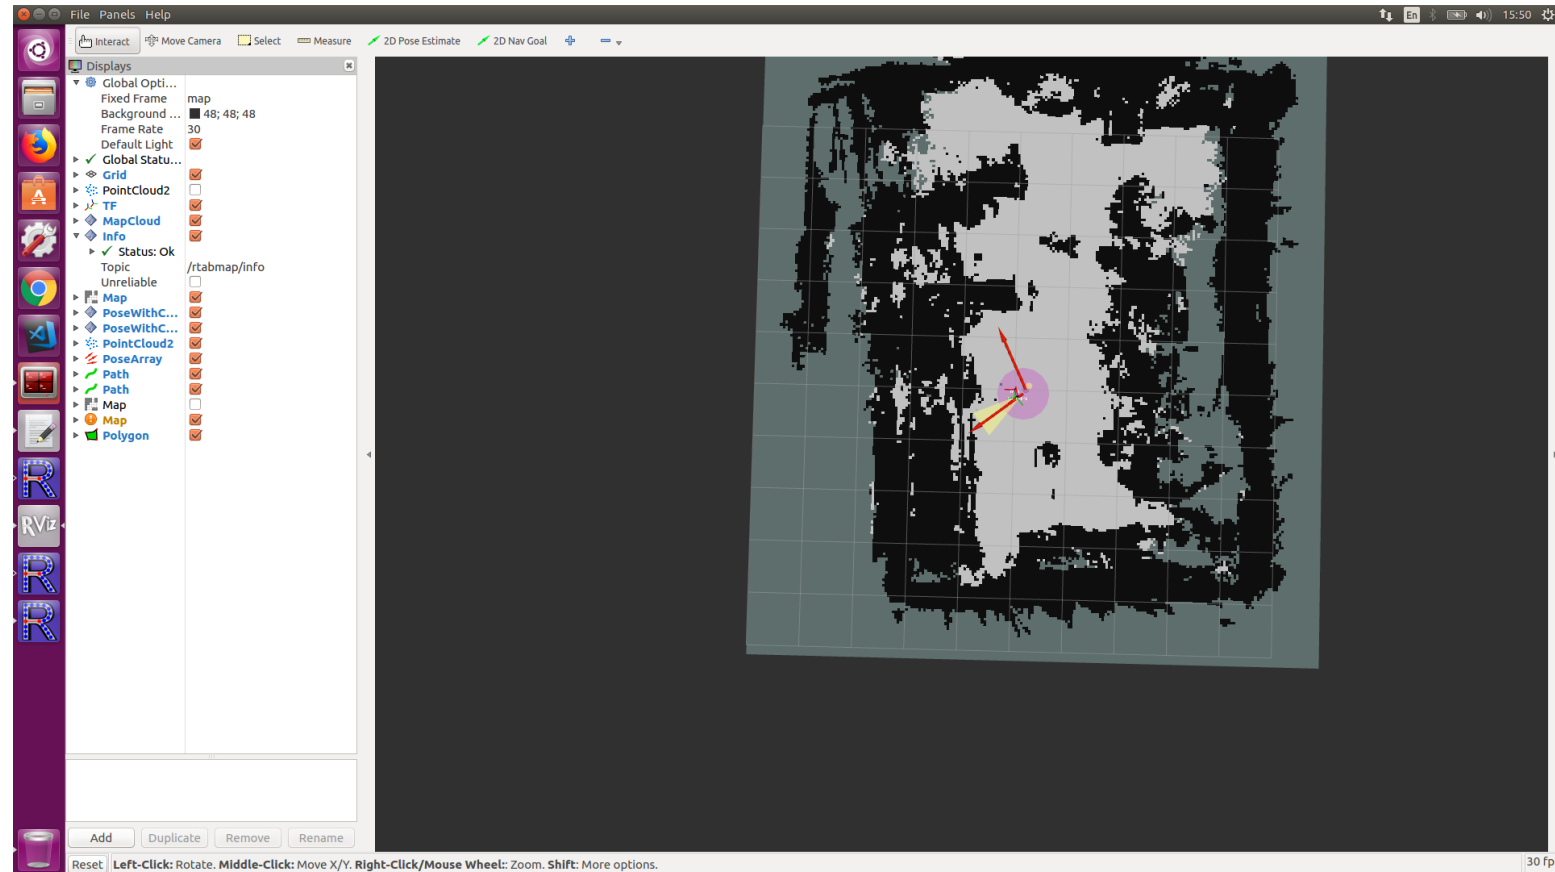 File Panels Help
En 15:50
Interact Move Camera Select Measure 2D Pose Estimate 2D Nav Goal
Displays
Global Opti...
Fixed Frame map
Background ... 48; 48; 48
Frame Rate 30
Default Light
Global Statu...
Grid
PointCloud2
TF
MapCloud
Info
Status: Ok
Topic /rtabmap/info
Unreliable
Map
PoseWithC...
PoseWithC...
PointCloud2
PoseArray
Path
Path
Map
Map
Polygon
R
RViz
R
R
Add Duplicate Remove Rename
Reset Left-Click: Rotate. Middle-Click: Move X/Y. Right-Click/Mouse Wheel:: Zoom. Shift: More options. 30 fp